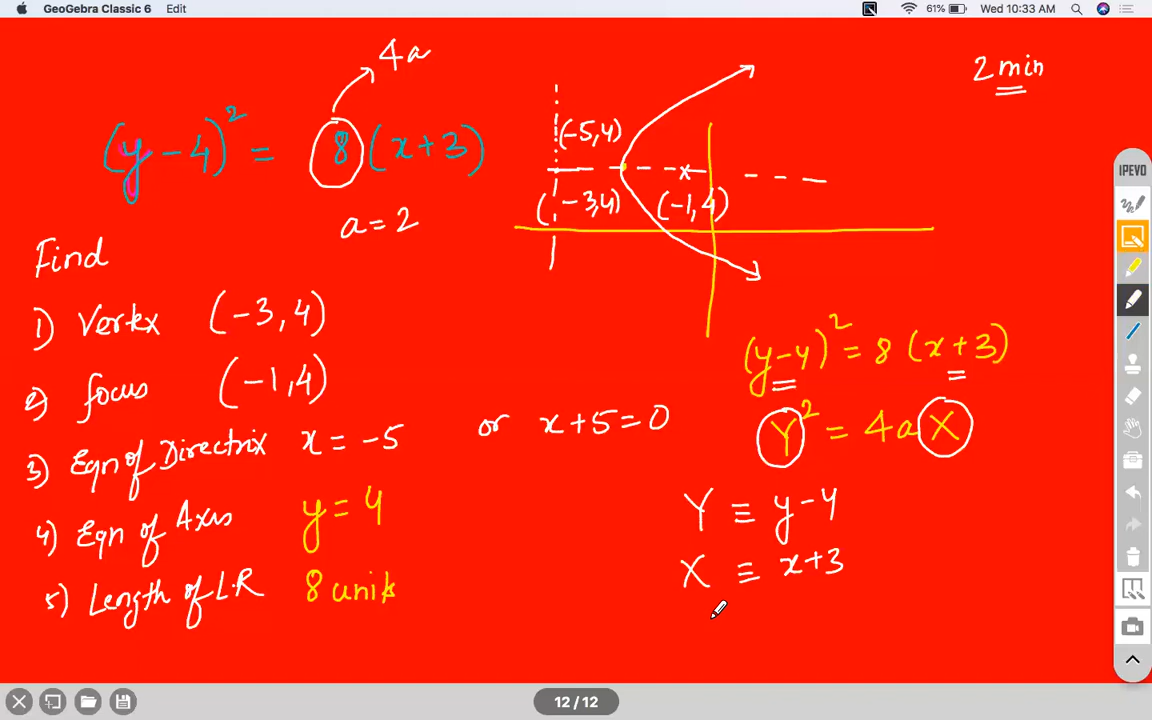 GeoGebra Classic 6 Edit 61% Wed 10:33 AM
4a
2 min
(y-4)² = 8(x+3)
a = 2
(-5,4)
(-3,4) (-1,4)
Find
1) Vertex (-3,4)
2) focus (-1,4)
3) Eqn of Directrix x = -5 or x+5=0
4) Eqn of Axis y = 4
5) Length of L.R 8 units
(y-4)² = 8(x+3)
Y² = 4aX
Y ≡ y-4
X ≡ x+3
IPEVO
12/12